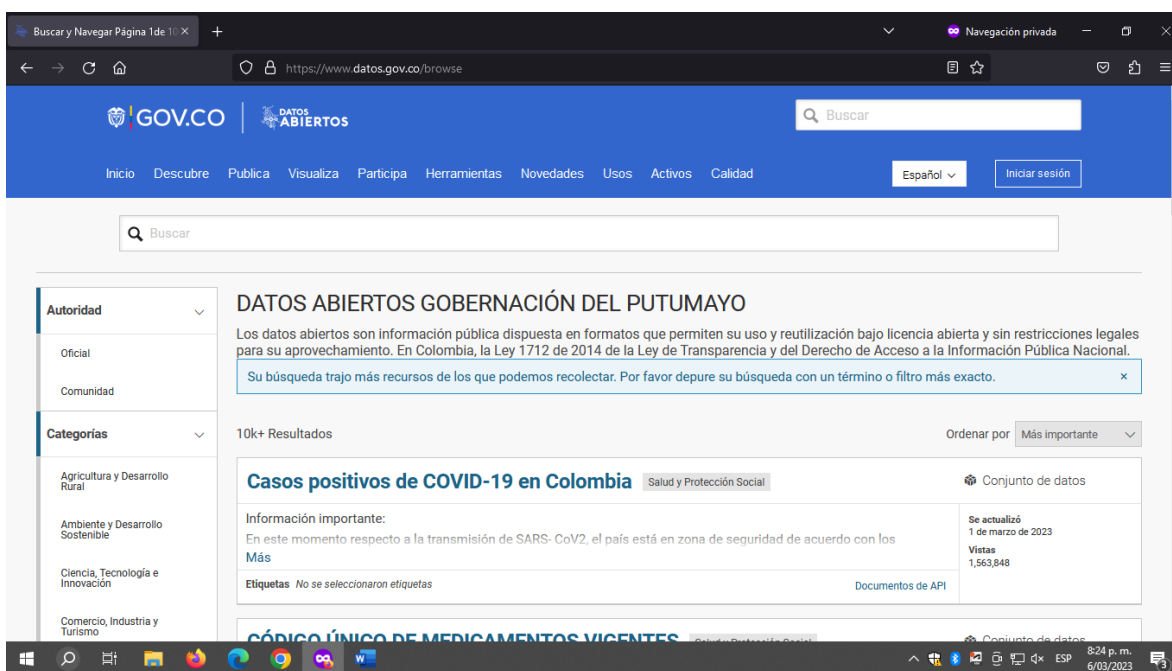 Buscar y Navegar Página 1de 10
Navegación privada
https://www.datos.gov.co/browse
GOV.CO
DATOS
ABIERTOS
Buscar
Inicio Descubre Publica Visualiza Participa Herramientas Novedades Usos Activos Calidad
Español
Iniciar sesión
Buscar
Autoridad
Oficial
Comunidad
Categorías
Agricultura y Desarrollo
Rural
Ambiente y Desarrollo
Sostenible
Ciencia, Tecnología e
Innovación
Comercio, Industria y
Turismo
DATOS ABIERTOS GOBERNACIÓN DEL PUTUMAYO
Los datos abiertos son información pública dispuesta en formatos que permiten su uso y reutilización bajo licencia abierta y sin restricciones legales
para su aprovechamiento. En Colombia, la Ley 1712 de 2014 de la Ley de Transparencia y del Derecho de Acceso a la Información Pública Nacional.
Su búsqueda trajo más recursos de los que podemos recolectar. Por favor depure su búsqueda con un término o filtro más exacto. ×
10k+ Resultados
Ordenar por Más importante
Casos positivos de COVID-19 en Colombia Salud y Protección Social
Conjunto de datos
Información importante:
En este momento respecto a la transmisión de SARS- CoV2, el país está en zona de seguridad de acuerdo con los
Más
Etiquetas No se seleccionaron etiquetas
Documentos de API
Se actualizó
1 de marzo de 2023
Vistas
1,563,848
CÓDIGO ÚNICO DE MEDICAMENTOS VIGENTES Salud y Protección Social
Conjunto de datos
ESP
8:24 p. m.
6/03/2023
3